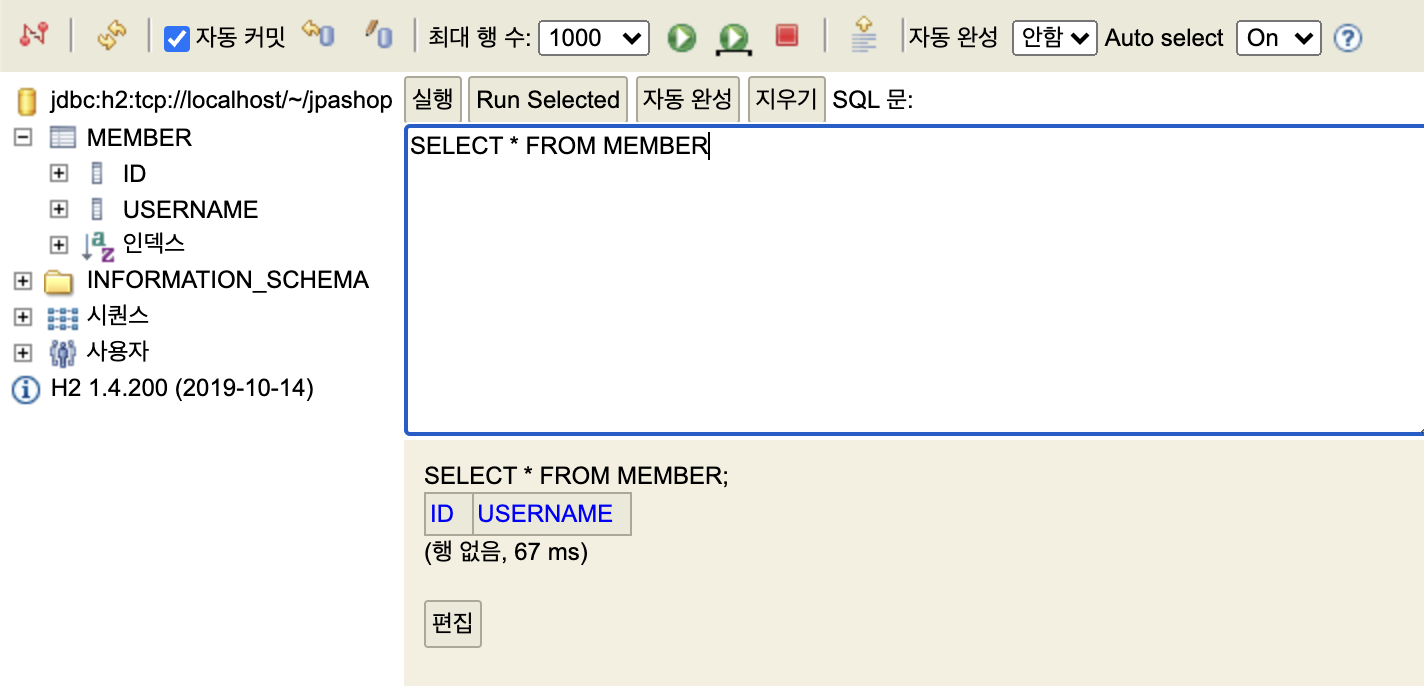 자동 커밋 최대 행 수: 1000 자동 완성 안함 Auto select On ?
jdbc:h2:tcp://localhost/~/jpashop
MEMBER
ID
USERNAME
인덱스
INFORMATION_SCHEMA
시퀀스
사용자
H2 1.4.200 (2019-10-14)
실행 Run Selected 자동 완성 지우기 SQL 문:
SELECT * FROM MEMBER
SELECT * FROM MEMBER;
ID USERNAME
(행 없음, 67 ms)
편집